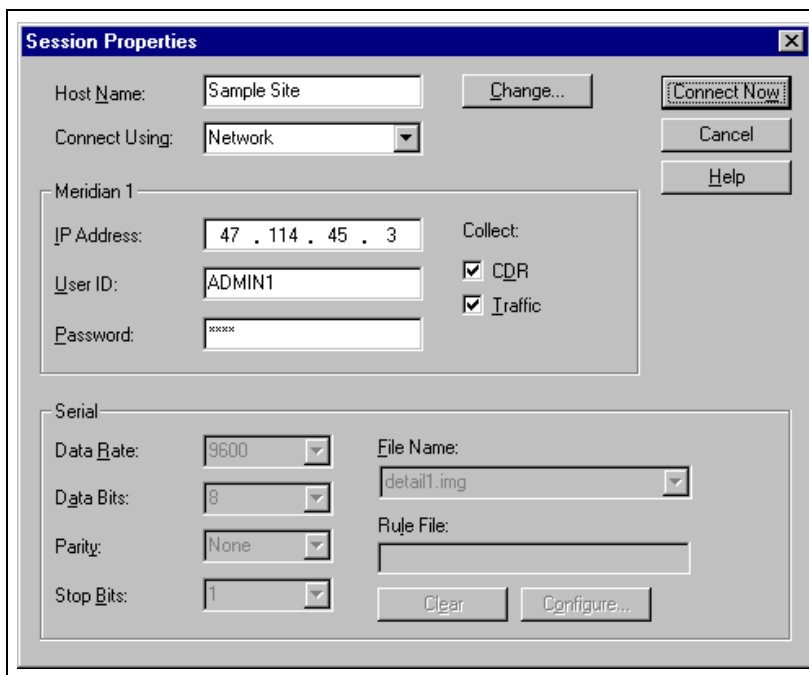 Session Properties
Host Name:
Sample Site
Change...
Connect Now
Connect Using:
Network
Cancel
Help
Meridian 1
IP Address:
47 . 114 . 45 . 3
Collect:
User ID:
ADMIN1
CDR
Traffic
Password:
****
Serial
Data Rate:
9600
File Name:
detail1.img
Data Bits:
8
Rule File:
Parity:
None
Stop Bits:
1
Clear
Configure...